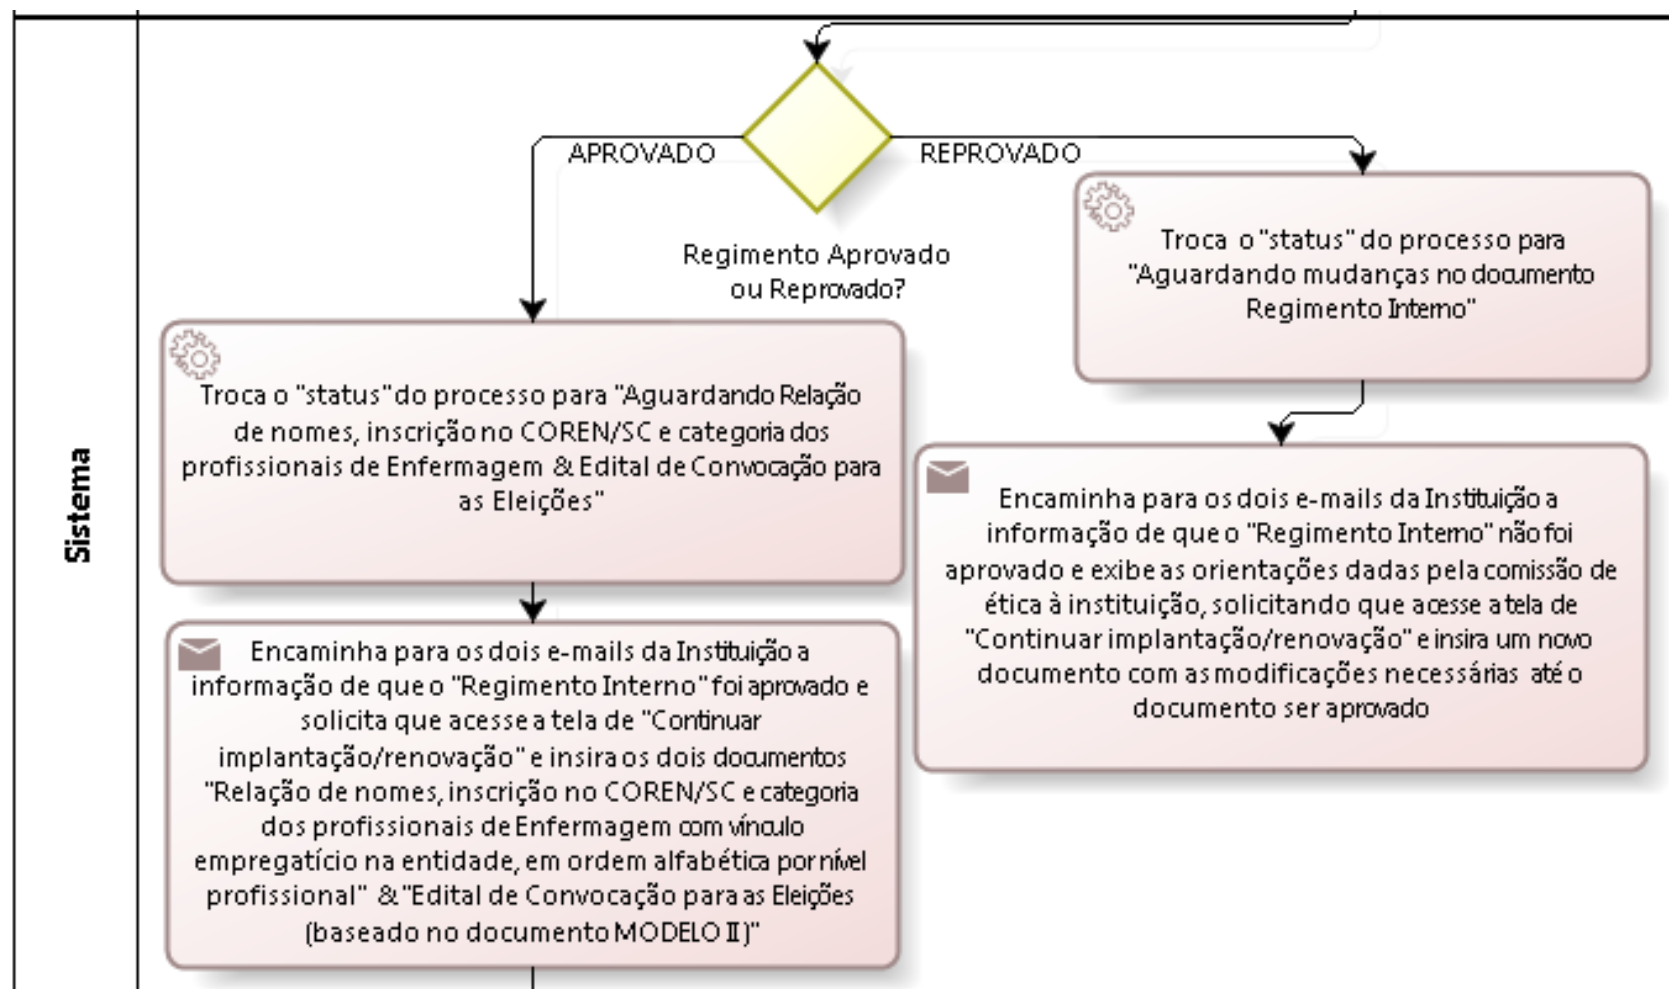 Sistema
APROVADO
REPROVADO
Regimento Aprovado
ou Reprovado?
Troca o "status" do processo para
"Aguardando mudanças no documento
Regimento Interno"
Troca o "status" do processo para "Aguardando Relação
de nomes, inscrição no COREN/SC e categoria dos
profissionais de Enfermagem & Edital de Convocação para
as Eleições"
Encaminha para os dois e-mails da Instituição a
informação de que o "Regimento Interno" não foi
aprovado e exibe as orientações dadas pela comissão de
ética à instituição, solicitando que acesse a tela de
"Continuar implantação/renovação" e insira um novo
documento com as modificações necessárias até o
documento ser aprovado
Encaminha para os dois e-mails da Instituição a
informação de que o "Regimento Interno" foi aprovado e
solicita que acesse a tela de "Continuar
implantação/renovação" e insira os dois documentos
"Relação de nomes, inscrição no COREN/SC e categoria
dos profissionais de Enfermagem com vínculo
empregatício na entidade, em ordem alfabética por nível
profissional" & "Edital de Convocação para as Eleições
(baseado no documento MODELO II)"